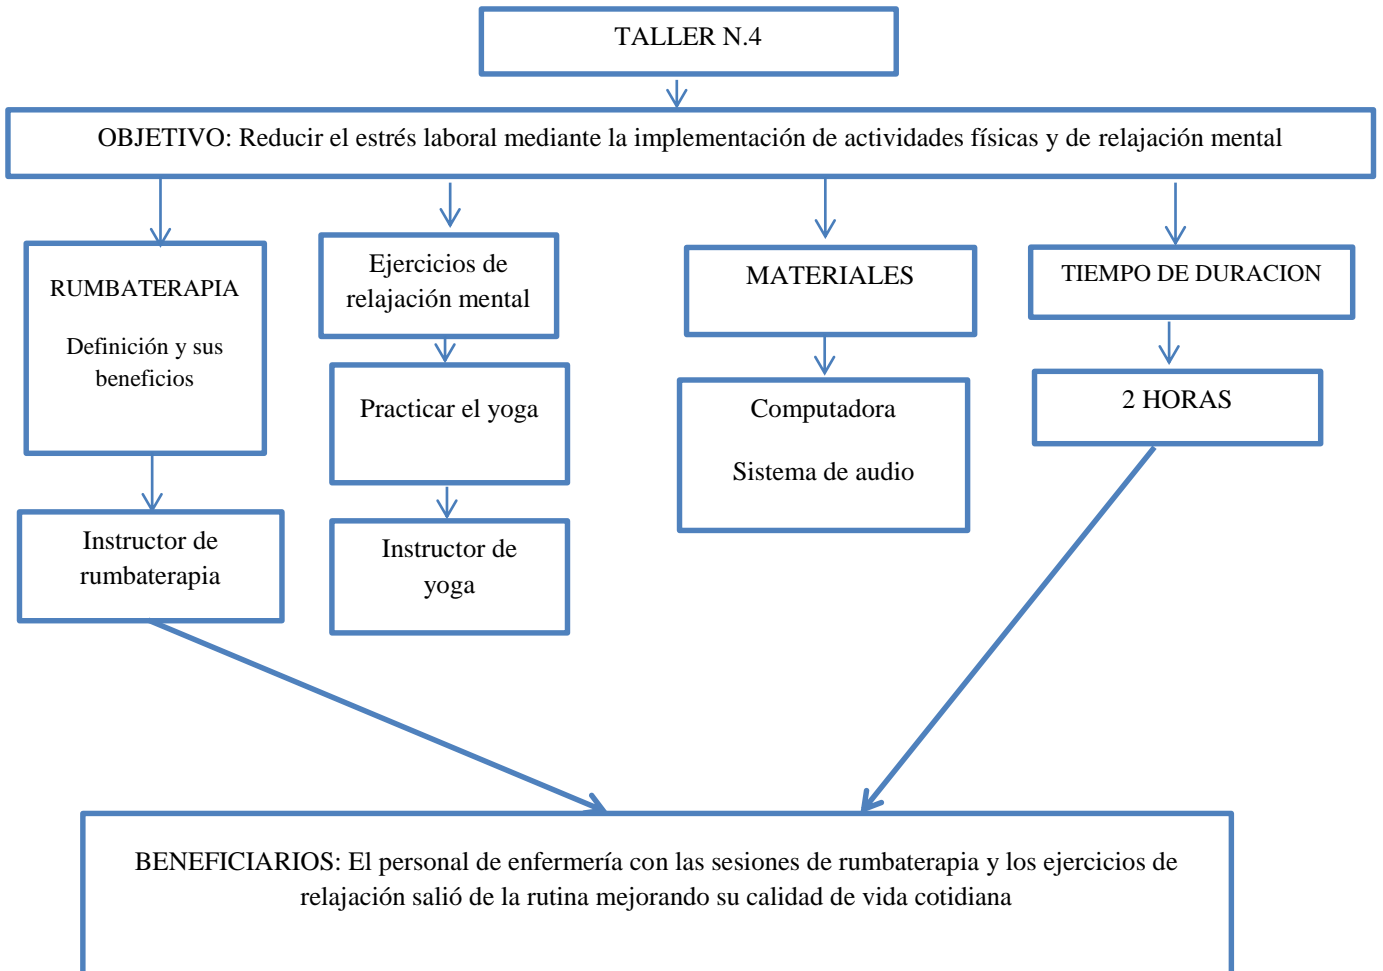 TALLER N.4
OBJETIVO: Reducir el estrés laboral mediante la implementación de actividades físicas y de relajación mental
RUMBATERAPIA
Definición y sus
beneficios
Instructor de
rumbaterapia
Ejercicios de
relajación mental
Practicar el yoga
Instructor de
yoga
MATERIALES
Computadora
Sistema de audio
TIEMPO DE DURACION
2 HORAS
BENEFICIARIOS: El personal de enfermería con las sesiones de rumbaterapia y los ejercicios de
relajación salió de la rutina mejorando su calidad de vida cotidiana